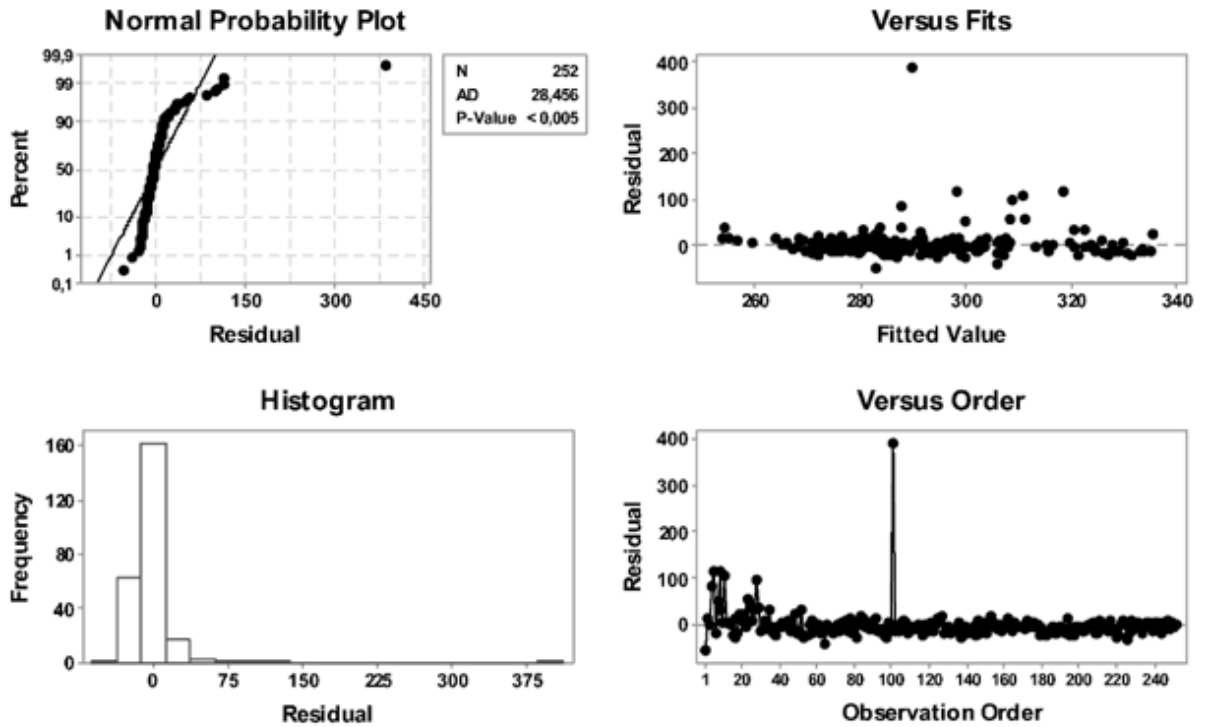 Normal Probability Plot
99,9
99
90
50
10
1
0,1
Percent
0 150 300 450
Residual
N 252
AD 28,456
P-Value < 0,005
Versus Fits
400
300
200
100
0
Residual
260 280 300 320 340
Fitted Value
Histogram
160
120
80
40
0
Frequency
0 75 150 225 300 375
Residual
Versus Order
400
300
200
100
0
Residual
1 20 40 60 80 100 120 140 160 180 200 220 240
Observation Order